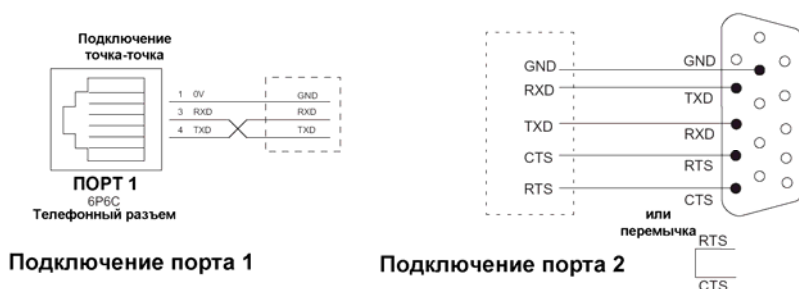 Подключение
точка-точка
1 0V GND
3 RXD RXD
4 TXD TXD
ПОРТ 1
6P6C
Телефонный разъем
Подключение порта 1
GND GND
RXD TXD
TXD RXD
CTS RTS
RTS CTS
или
перемычка
RTS
CTS
Подключение порта 2